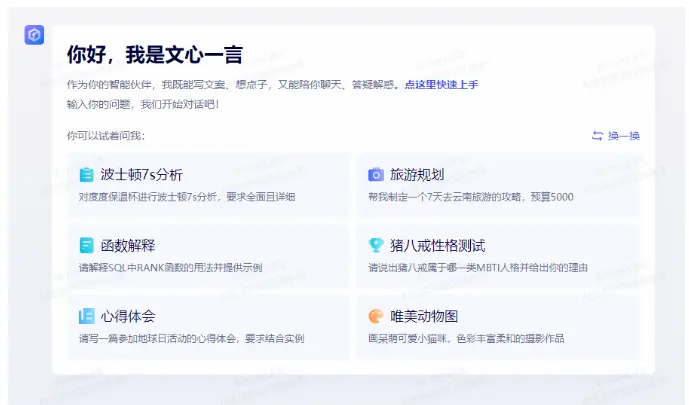 你好，我是文心一言
作为你的智能伙伴，我既能写文案、想点子，又能陪你聊天、答疑解惑。点这里快速上手
输入你的问题，我们开始对话吧！
你可以试着问我：
换一换
波士顿7s分析
对度度保温杯进行波士顿7s分析，要求全面且详细
旅游规划
帮我制定一个7天去云南旅游的攻略，预算5000
函数解释
请解释SQL中RANK函数的用法并提供示例
猪八戒性格测试
请说出猪八戒属于哪一类MBTI人格并给出你的理由
心得体会
请写一篇参加地球日活动的心得体会，要求结合实例
唯美动物图
画呆萌可爱小猫咪，色彩丰富柔和的摄影作品